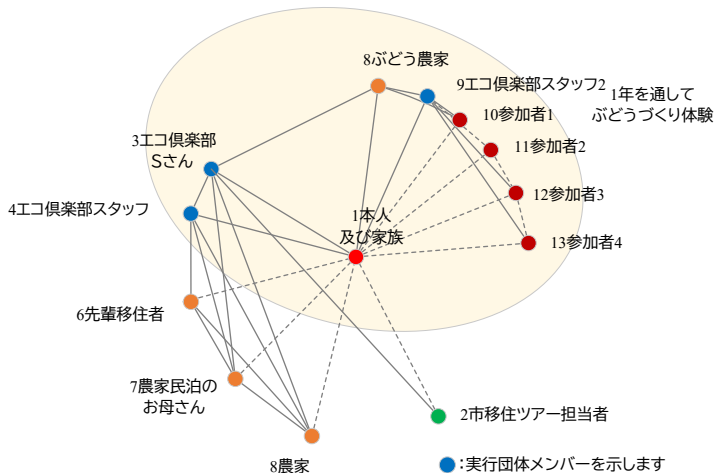 8ぶどう農家
9エコ倶楽部スタッフ2
1年を通して
ぶどうづくり体験
10参加者1
11参加者2
3エコ倶楽部
Sさん
12参加者3
4エコ倶楽部スタッフ
1本人
及び家族
13参加者4
6先輩移住者
7農家民泊の
お母さん
2市移住ツアー担当者
8農家
:実行団体メンバーを示します